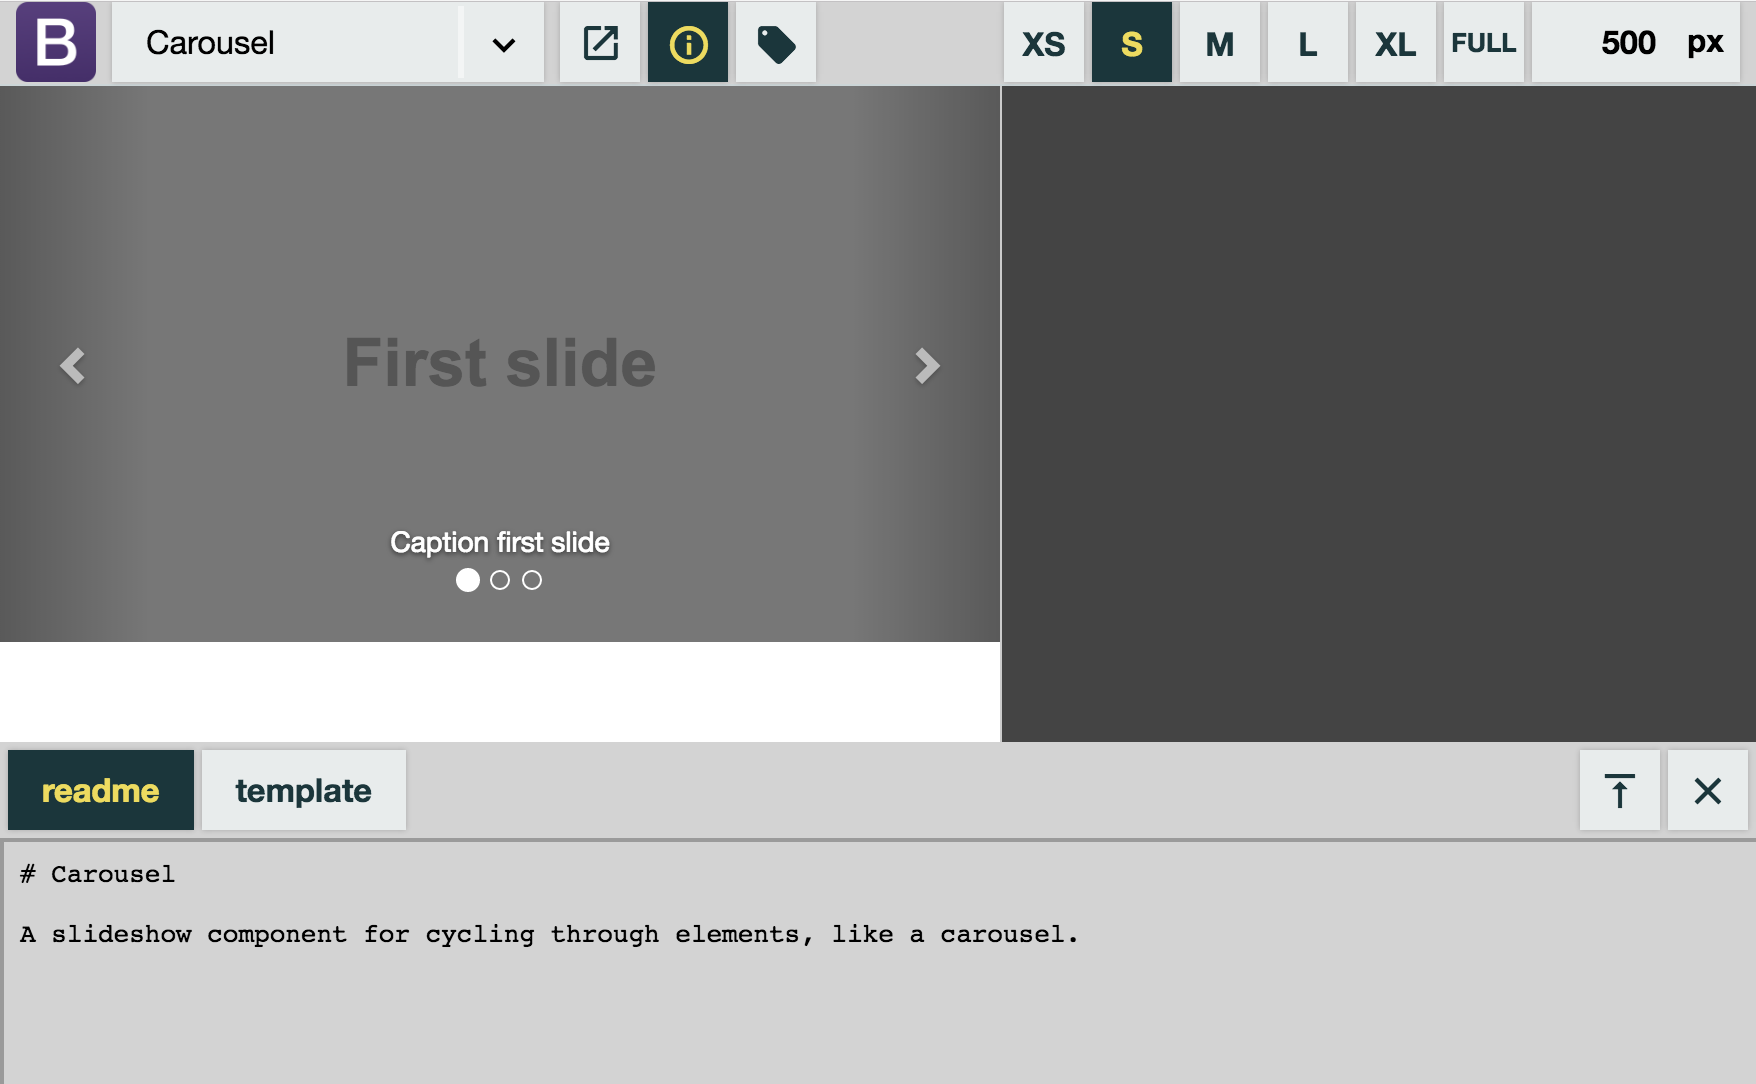 B Carousel XS S M L XL FULL 500 px
First slide
Caption first slide
readme template
# Carousel
A slideshow component for cycling through elements, like a carousel.